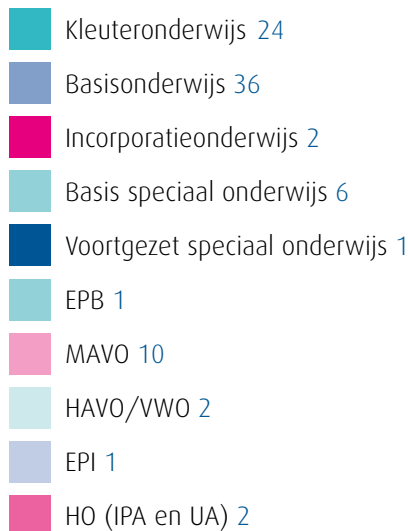 Kleuteronderwijs 24
Basisonderwijs 36
Incorporatieonderwijs 2
Basis speciaal onderwijs 6
Voortgezet speciaal onderwijs 1
EPB 1
MAVO 10
HAVO/VWO 2
EPI 1
HO (IPA en UA) 2